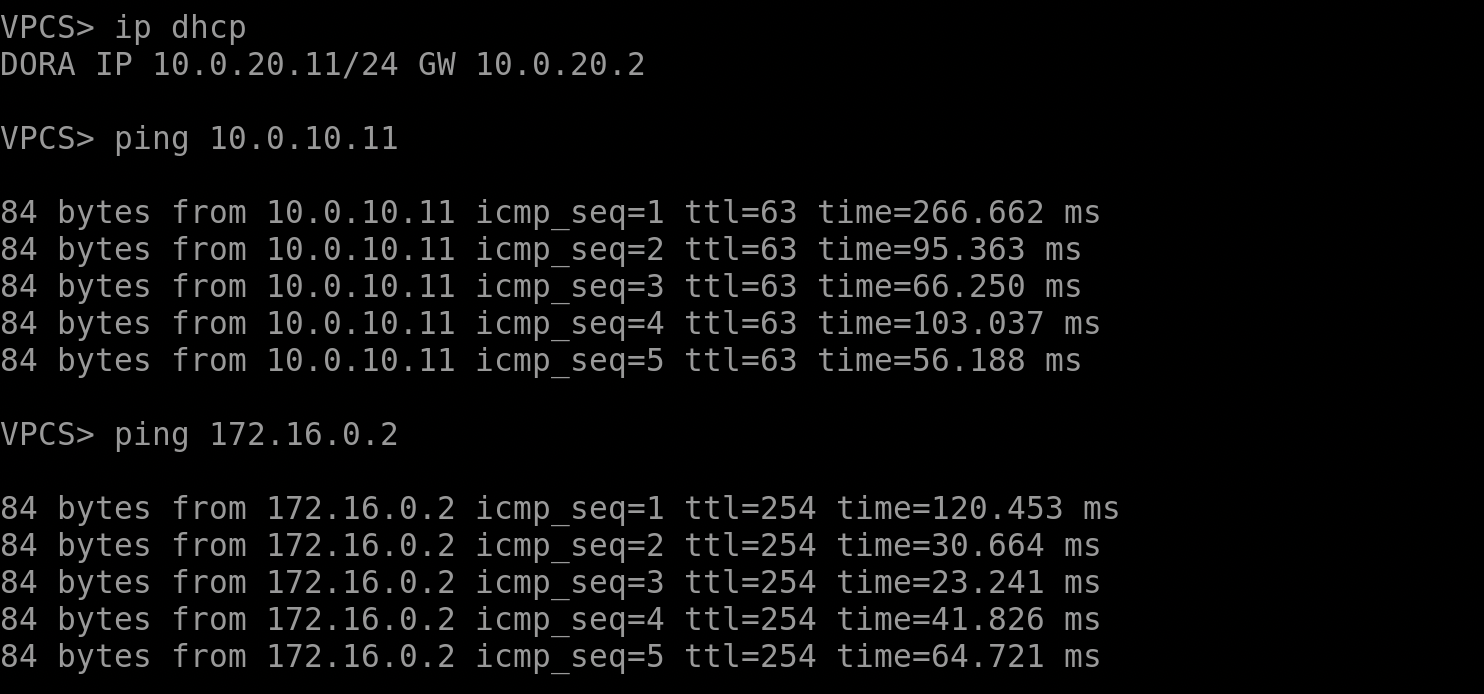 VPCS> ip dhcp
DORA IP 10.0.20.11/24 GW 10.0.20.2
VPCS> ping 10.0.10.11
84 bytes from 10.0.10.11 icmp_seq=1 ttl=63 time=266.662 ms
84 bytes from 10.0.10.11 icmp_seq=2 ttl=63 time=95.363 ms
84 bytes from 10.0.10.11 icmp_seq=3 ttl=63 time=66.250 ms
84 bytes from 10.0.10.11 icmp_seq=4 ttl=63 time=103.037 ms
84 bytes from 10.0.10.11 icmp_seq=5 ttl=63 time=56.188 ms
VPCS> ping 172.16.0.2
84 bytes from 172.16.0.2 icmp_seq=1 ttl=254 time=120.453 ms
84 bytes from 172.16.0.2 icmp_seq=2 ttl=254 time=30.664 ms
84 bytes from 172.16.0.2 icmp_seq=3 ttl=254 time=23.241 ms
84 bytes from 172.16.0.2 icmp_seq=4 ttl=254 time=41.826 ms
84 bytes from 172.16.0.2 icmp_seq=5 ttl=254 time=64.721 ms